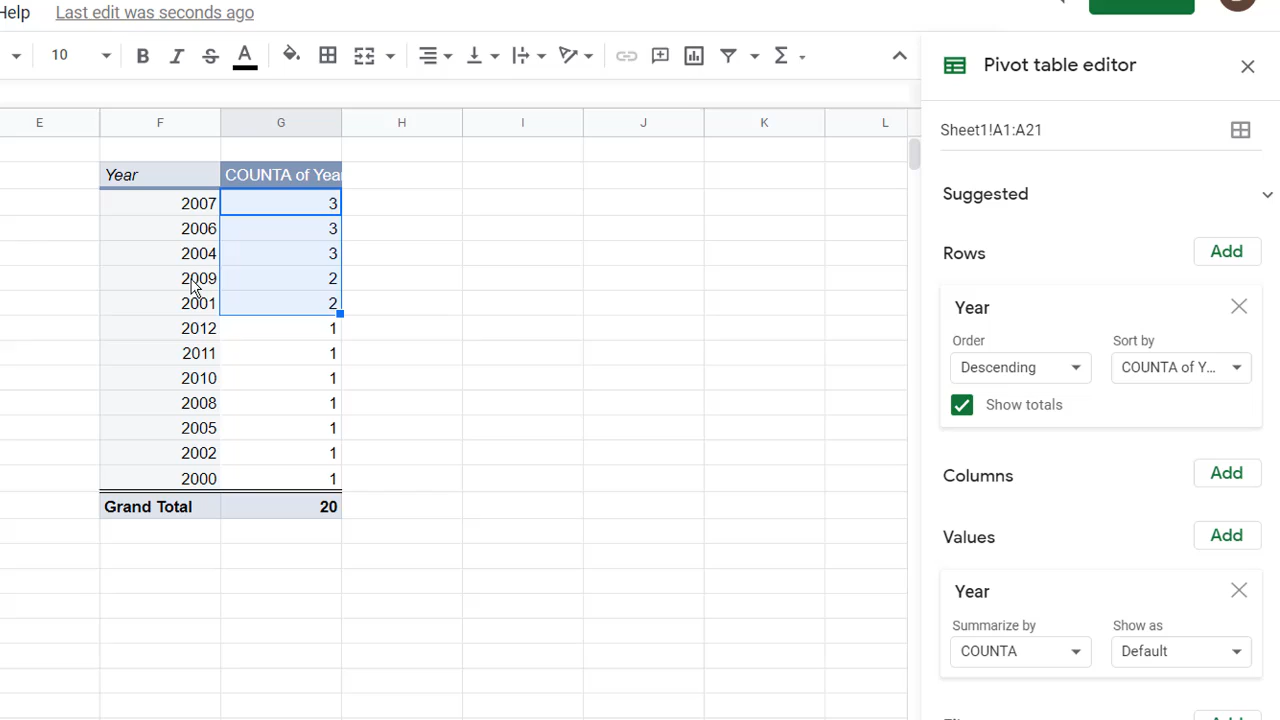 Help Last edit was seconds ago
10 B I S A Σ
Pivot table editor
Sheet1!A1:A21
E F G H I J K L
Year COUNTA of Yea
2007 3
2006 3
2004 3
2009 2
2001 2
2012 1
2011 1
2010 1
2008 1
2005 1
2002 1
2000 1
Grand Total 20
Suggested
Rows Add
Year
Order Sort by
Descending COUNTA of Y...
Show totals
Columns Add
Values Add
Year
Summarize by Show as
COUNTA Default